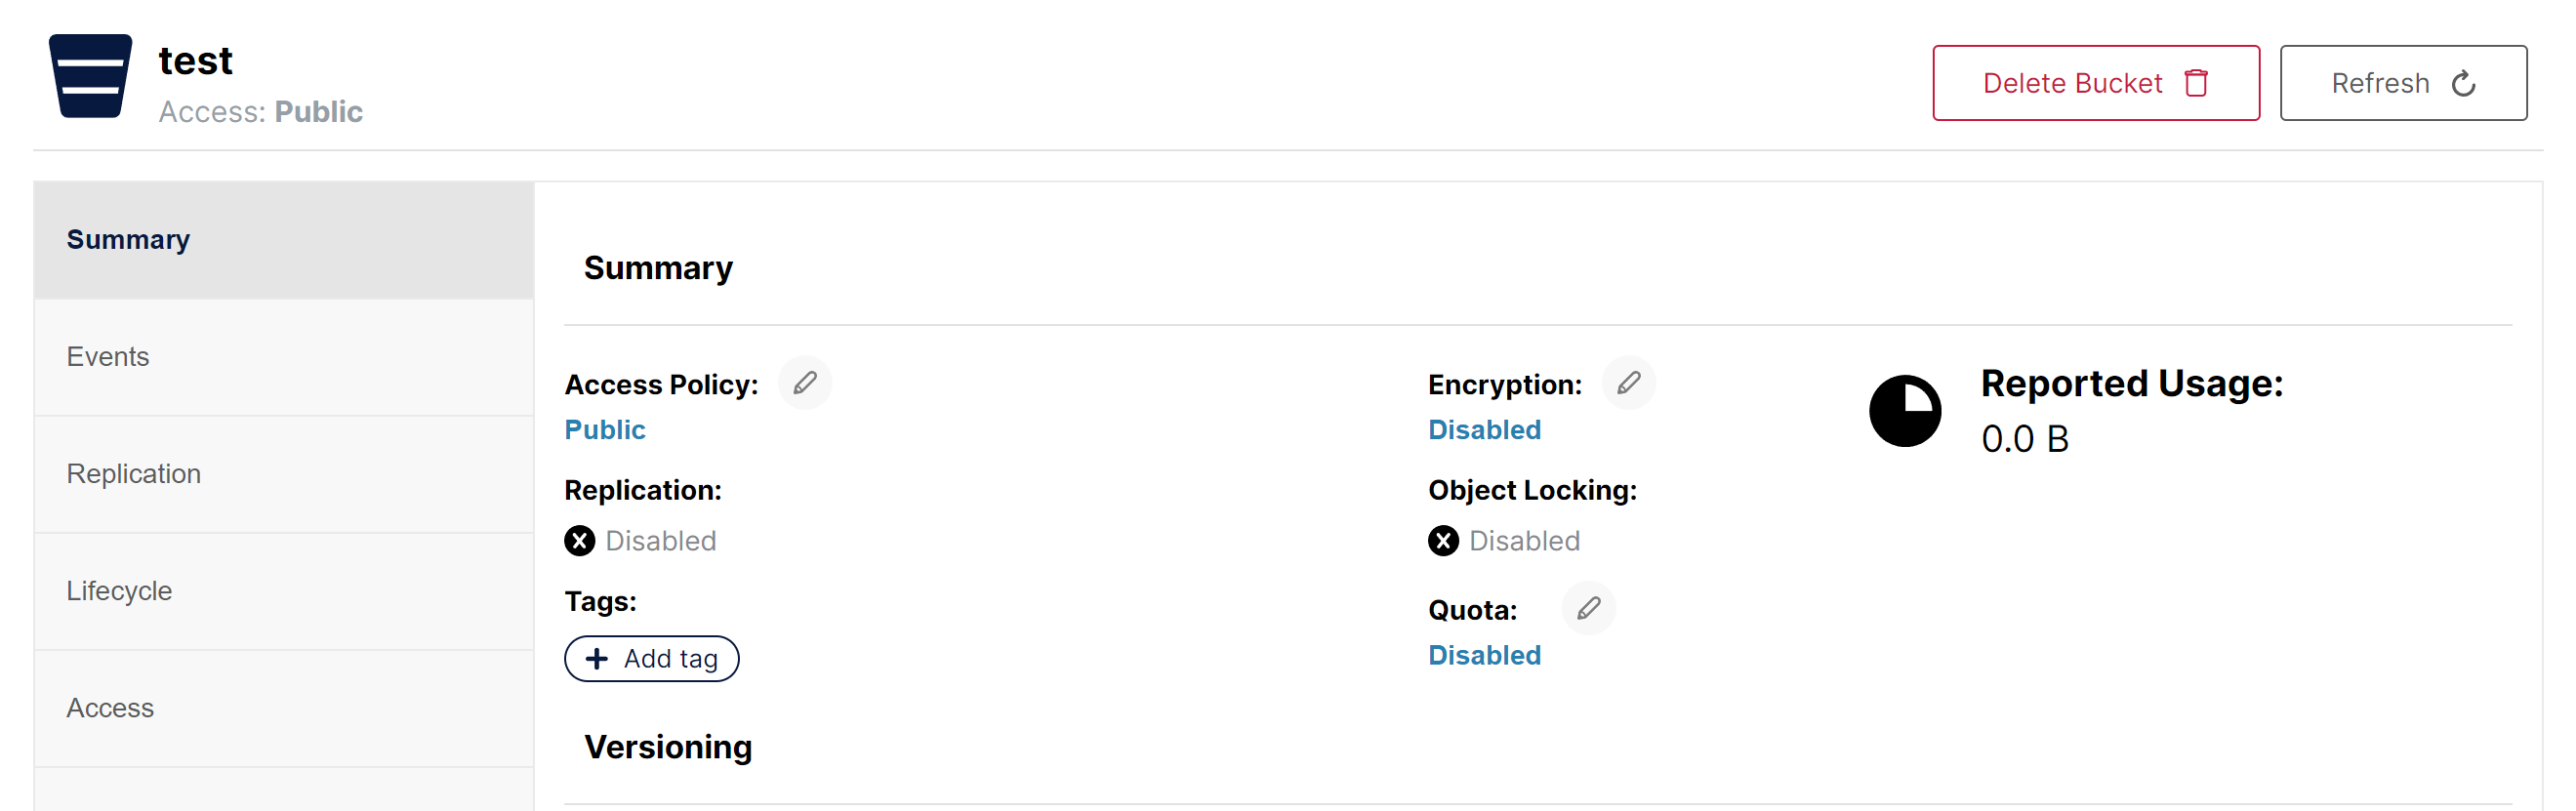 test
Access: Public
Delete Bucket
Refresh
Summary
Events
Replication
Lifecycle
Access
Summary
Access Policy:
Public
Encryption:
Disabled
Reported Usage:
0.0 B
Replication:
Disabled
Object Locking:
Disabled
Tags:
Add tag
Quota:
Disabled
Versioning